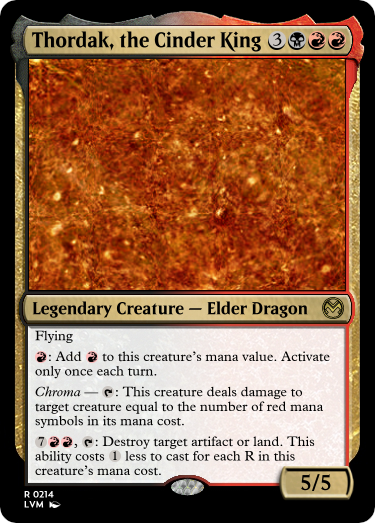 Thordak, the Cinder King 3
Legendary Creature — Elder Dragon
Flying
: Add to this creature's mana value. Activate
only once each turn.
Chroma — : This creature deals damage to
target creature equal to the number of red mana
symbols in its mana cost.
7 , : Destroy target artifact or land. This
ability costs 1 less to cast for each R in this
creature's mana cost.
5/5
R 0214
LVM